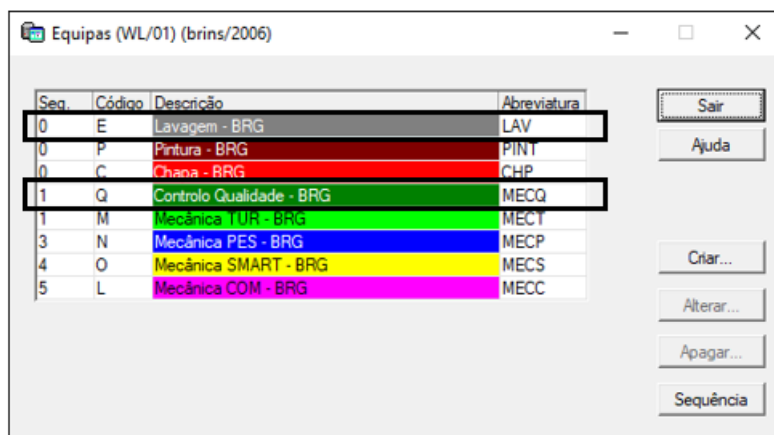 Equipas (WL/01) (brins/2006)
Seq. Código Descrição Abreviatura
0 E Lavagem - BRG LAV
0 P Pintura - BRG PINT
0 C Chapa - BRG CHP
1 Q Controlo Qualidade - BRG MECQ
1 M Mecânica TUR - BRG MECT
3 N Mecânica PES - BRG MECP
4 O Mecânica SMART - BRG MECS
5 L Mecânica COM - BRG MECC
Sair
Ajuda
Criar...
Alterar...
Apagar...
Sequência